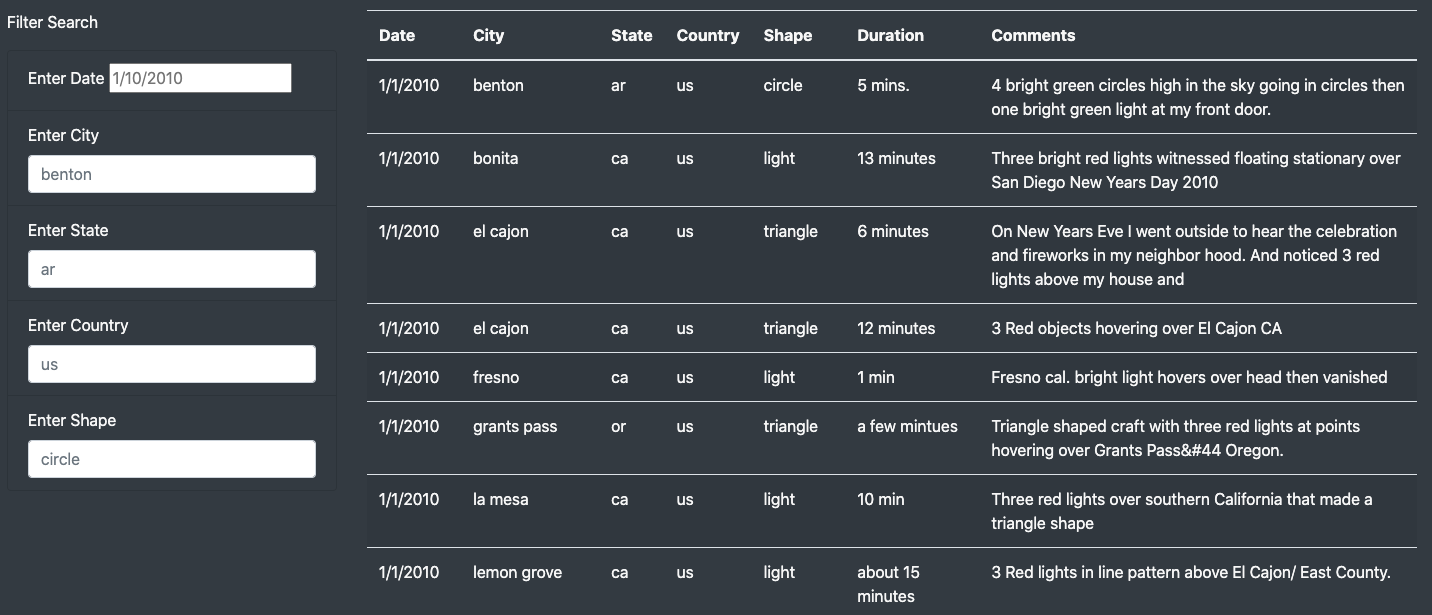 Filter Search
Enter Date 1/10/2010
Enter City
benton
Enter State
ar
Enter Country
us
Enter Shape
circle
Date City State Country Shape Duration Comments
1/1/2010 benton ar us circle 5 mins. 4 bright green circles high in the sky going in circles then
one bright green light at my front door.
1/1/2010 bonita ca us light 13 minutes Three bright red lights witnessed floating stationary over
San Diego New Years Day 2010
1/1/2010 el cajon ca us triangle 6 minutes On New Years Eve I went outside to hear the celebration
and fireworks in my neighbor hood. And noticed 3 red
lights above my house and
1/1/2010 el cajon ca us triangle 12 minutes 3 Red objects hovering over El Cajon CA
1/1/2010 fresno ca us light 1 min Fresno cal. bright light hovers over head then vanished
1/1/2010 grants pass or us triangle a few mintues Triangle shaped craft with three red lights at points
hovering over Grants Pass&#44 Oregon.
1/1/2010 la mesa ca us light 10 min Three red lights over southern California that made a
triangle shape
1/1/2010 lemon grove ca us light about 15 3 Red lights in line pattern above El Cajon/ East County.
minutes